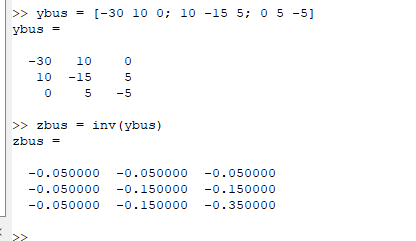 >> ybus = [-30 10 0; 10 -15 5; 0 5 -5]
ybus =
-30 10 0
10 -15 5
0 5 -5
>> zbus = inv(ybus)
zbus =
-0.050000 -0.050000 -0.050000
-0.050000 -0.150000 -0.150000
-0.050000 -0.150000 -0.350000
>>